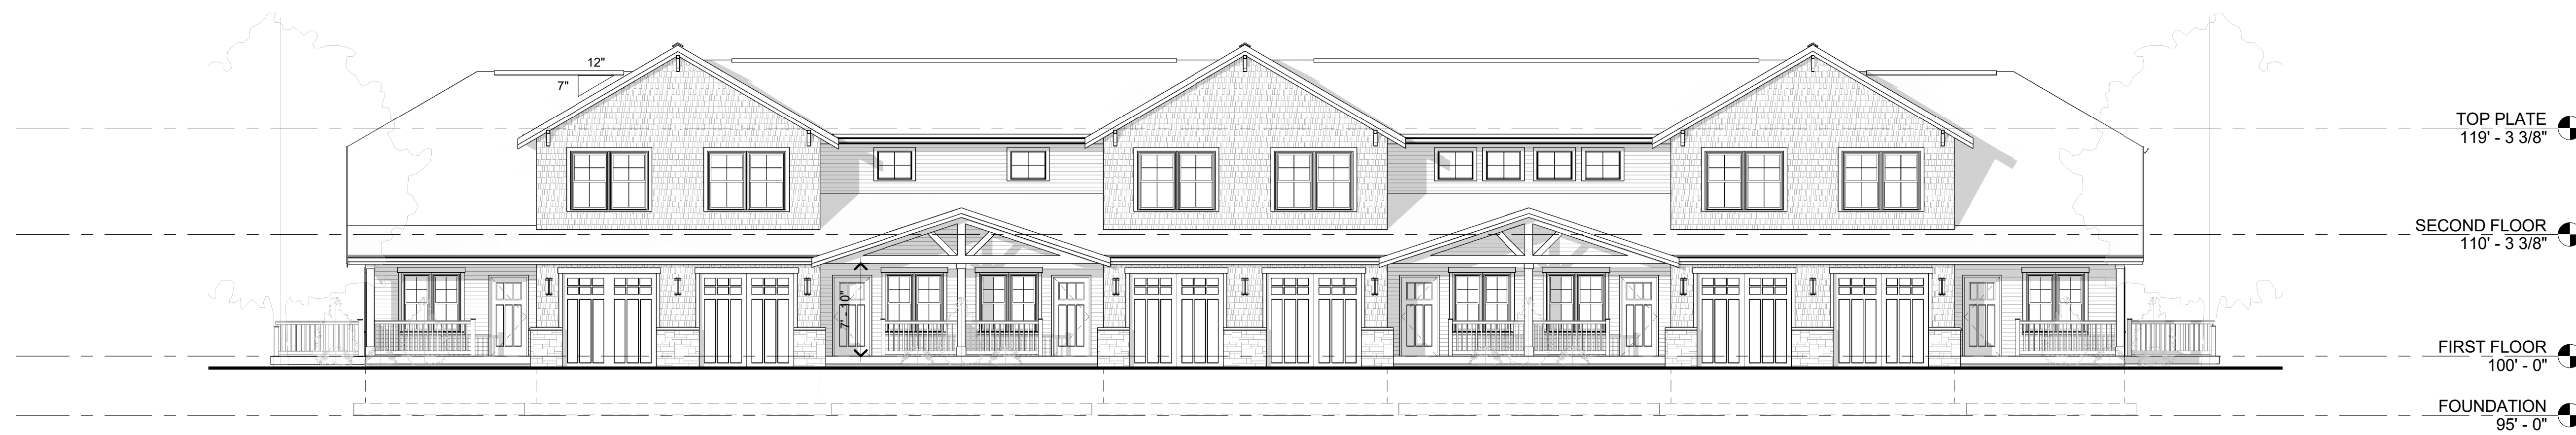 12"
7"
TOP PLATE
119' - 3 3/8"
SECOND FLOOR
110' - 3 3/8"
7' - 10"
FIRST FLOOR
100' - 0"
FOUNDATION
95' - 0"